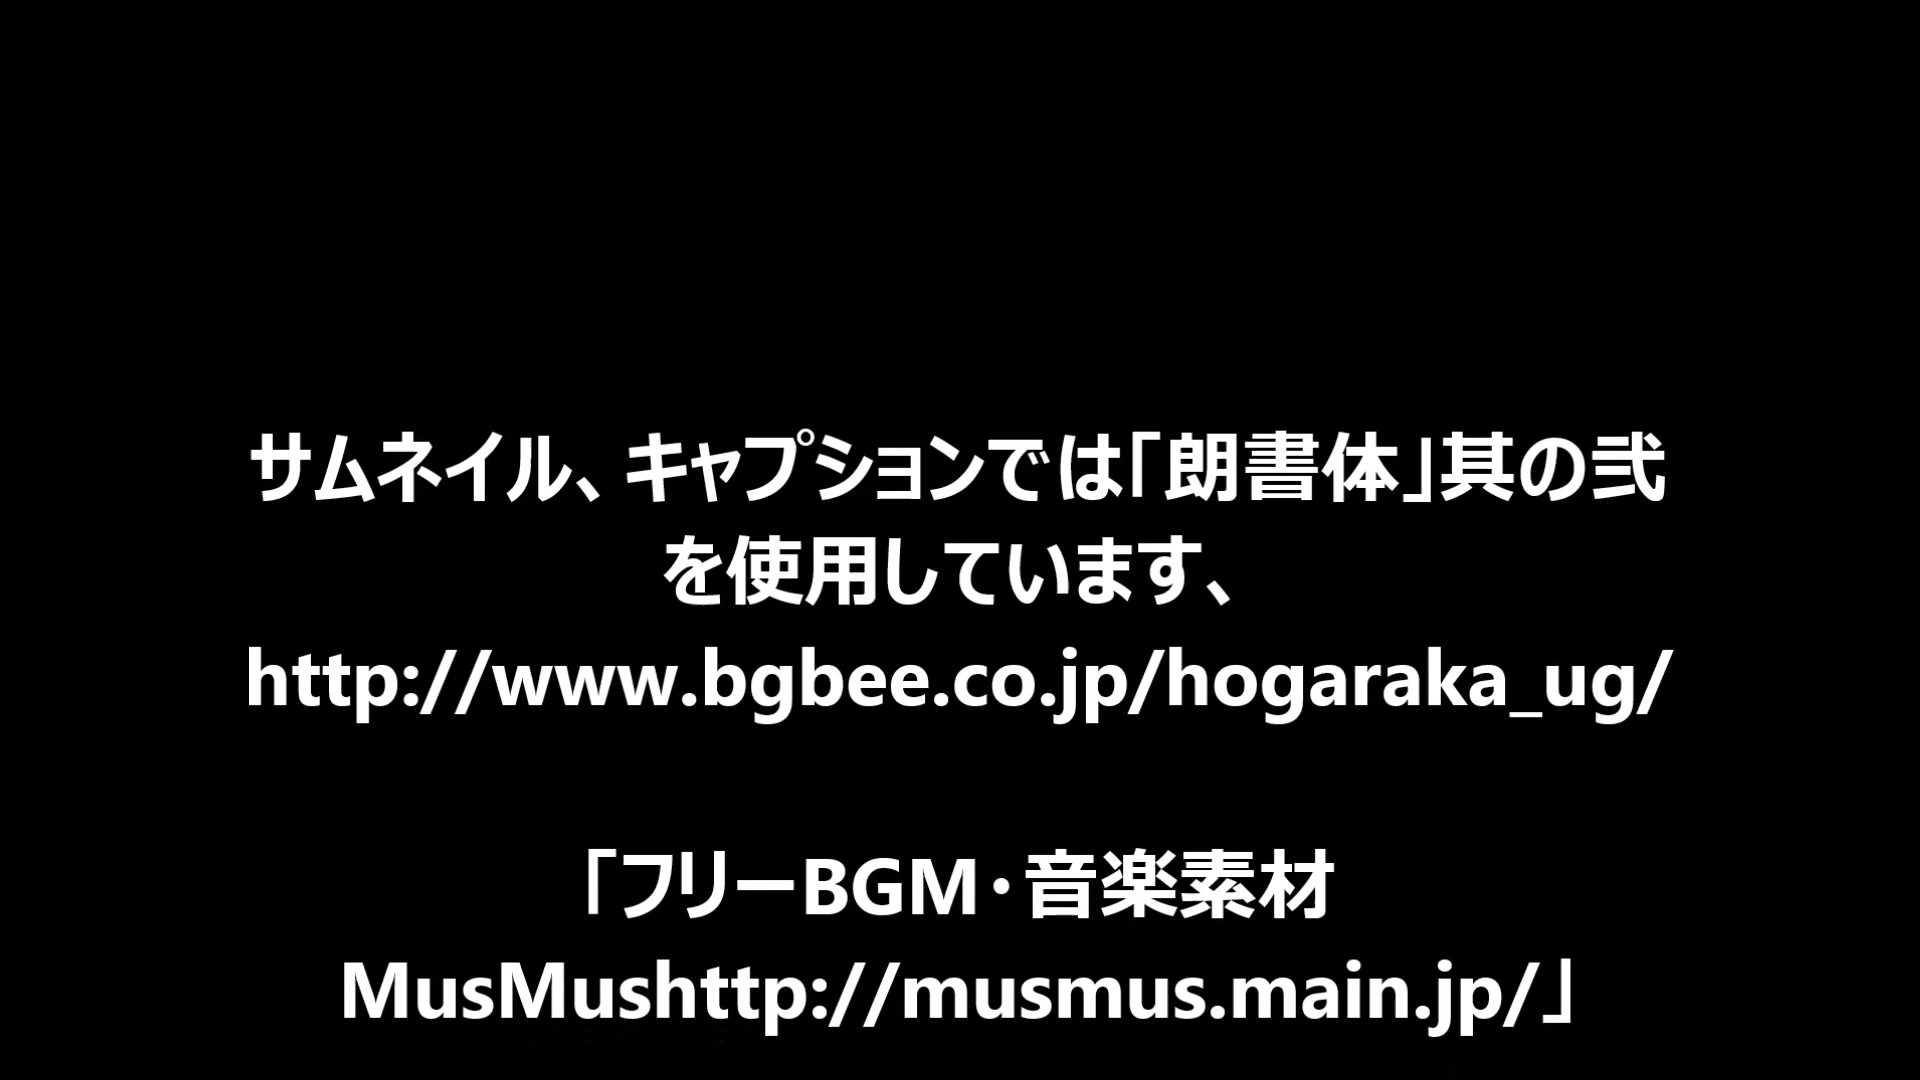 サムネイル、キャプションでは「朗書体」其の弐
を使用しています、
http://www.bgbee.co.jp/hogaraka_ug/
「フリーBGM・音楽素材
MusMushttp://musmus.main.jp/」